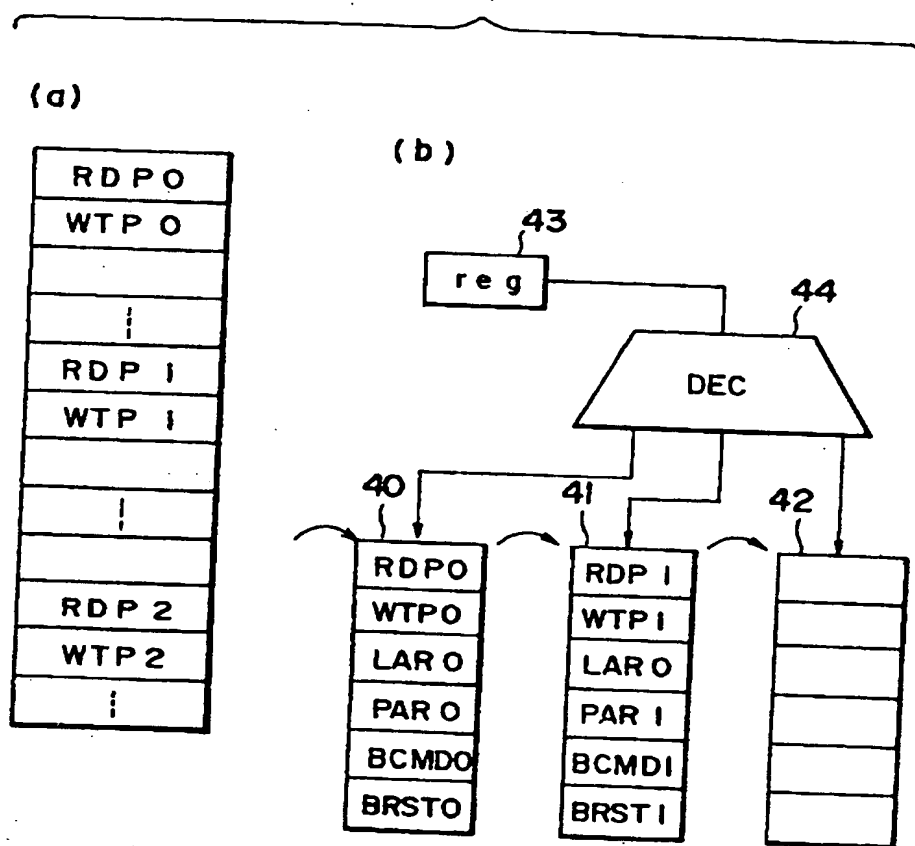 (a)
RDP0
WTP0
RDP1
WTP1
RDP2
WTP2
(b)
43
reg
44
DEC
40
RDP0
WTP0
LAR0
PAR0
BCMD0
BRST0
41
RDP1
WTP1
LAR0
PAR1
BCMD1
BRST1
42